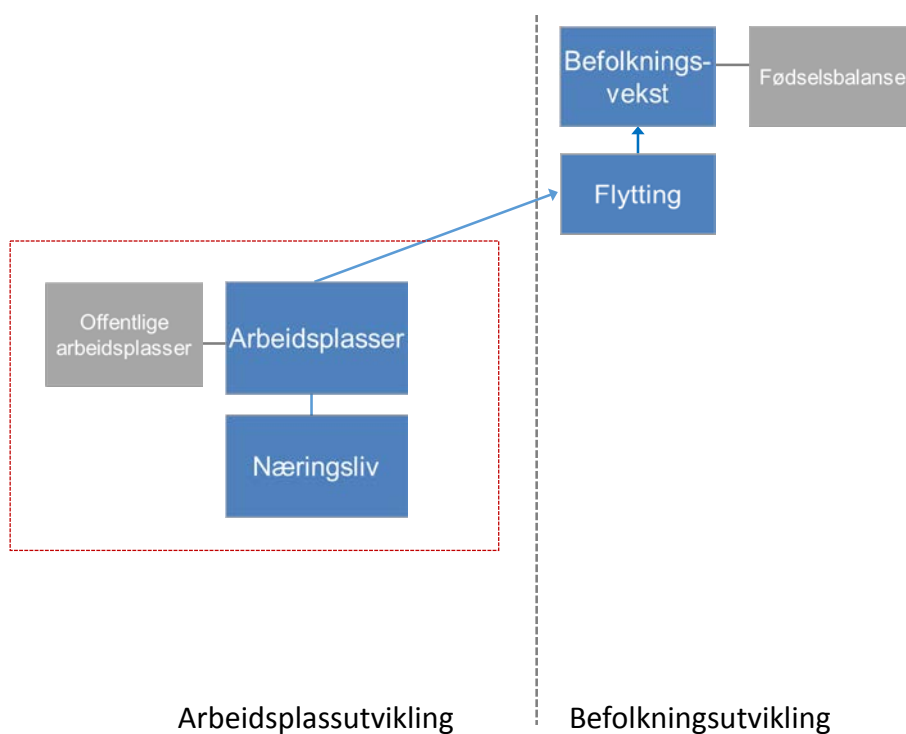 Befolknings-
vekst
Fødselsbalanse
Flytting
Offentlige
arbeidsplasser
Arbeidsplasser
Næringsliv
Arbeidsplassutvikling
Befolkningsutvikling